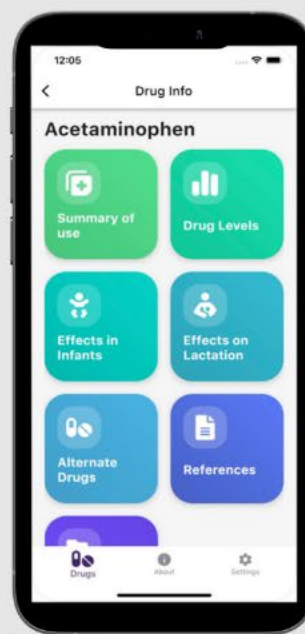 12:05
Drug Info
Acetaminophen
Summary of
use
Drug Levels
Effects in
Infants
Effects on
Lactation
Alternate
Drugs
References
Drugs
About
Settings